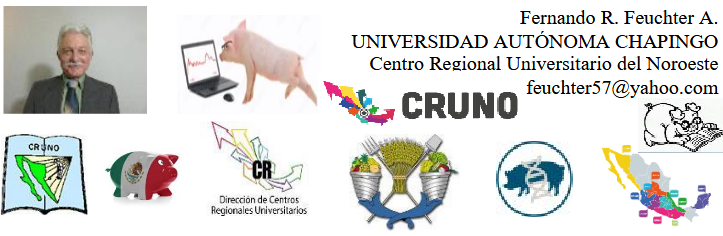 Fernando R. Feuchter A.
UNIVERSIDAD AUTÓNOMA CHAPINGO
Centro Regional Universitario del Noroeste
feuchter57@yahoo.com
CRUNO
CRUNO
CR
Dirección de Centros
Regionales Universitarios